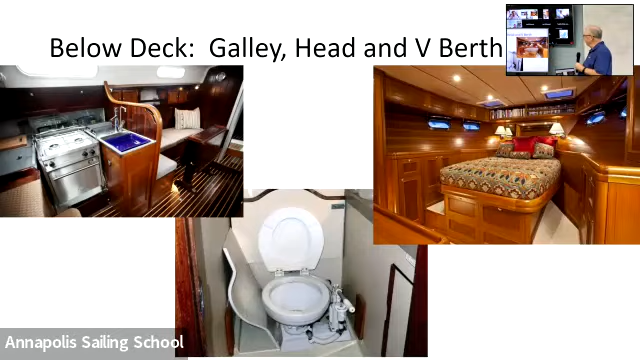 Below Deck:  Galley, Head and V Berth
Annapolis Sailing School